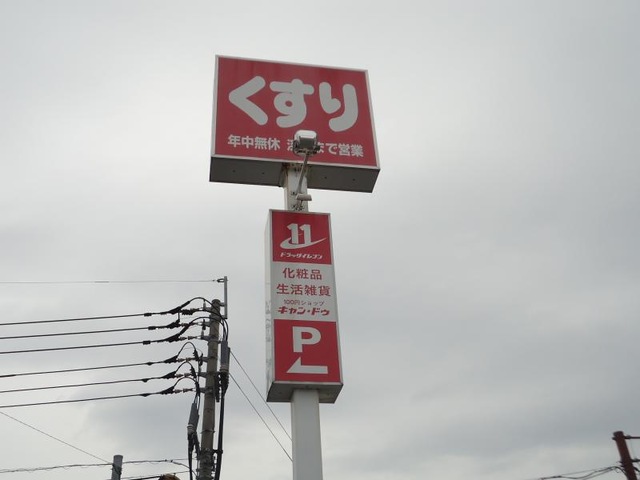 くすり
年中無休 まで営業
11
ドラッグイレブン
化粧品
生活雑貨
100円ショップ
キャン・ドゥ
P